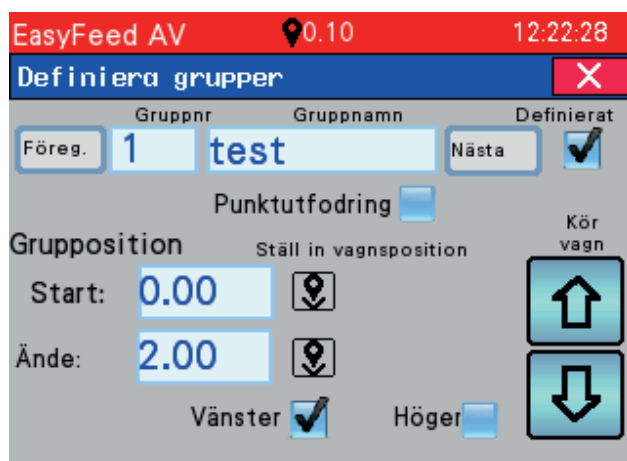 EasyFeed AV 0.10 12:22:28
Definiera grupper
Gruppnr Gruppnamn Definierat
Föreg. 1 test Nästa
Punktutfodring
Kör
vagn
Grupposition Ställ in vagnsposition
Start: 0.00
Ände: 2.00
Vänster Höger